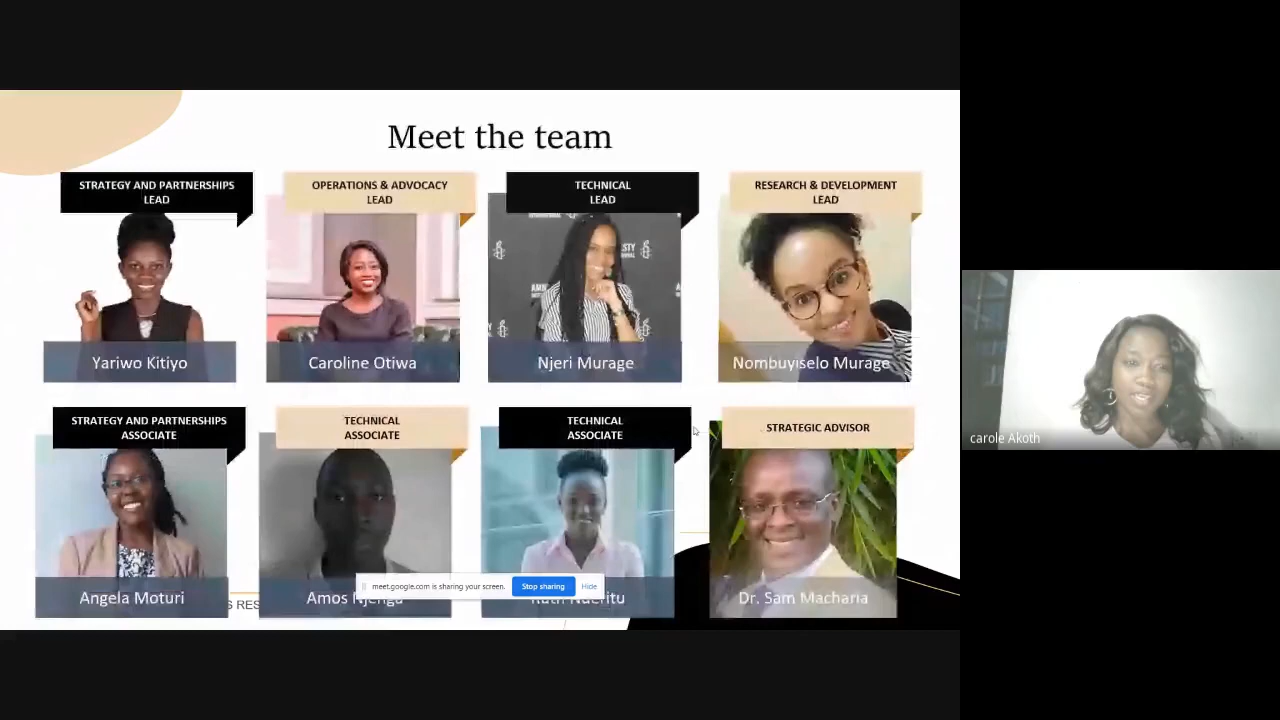 Meet the team
STRATEGY AND PARTNERSHIPS
LEAD
OPERATIONS & ADVOCACY
LEAD
TECHNICAL
LEAD
RESEARCH & DEVELOPMENT
LEAD
Yariwo Kitiyo
Caroline Otiwa
Njeri Murage
Nombuyiselo Murage
STRATEGY AND PARTNERSHIPS
ASSOCIATE
TECHNICAL
ASSOCIATE
TECHNICAL
ASSOCIATE
STRATEGIC ADVISOR
carole Akoth
meet.google.com is sharing your screen.
Stop sharing
Hide
Angela Moturi
S RES
Amos
Dr. Sam Macharia